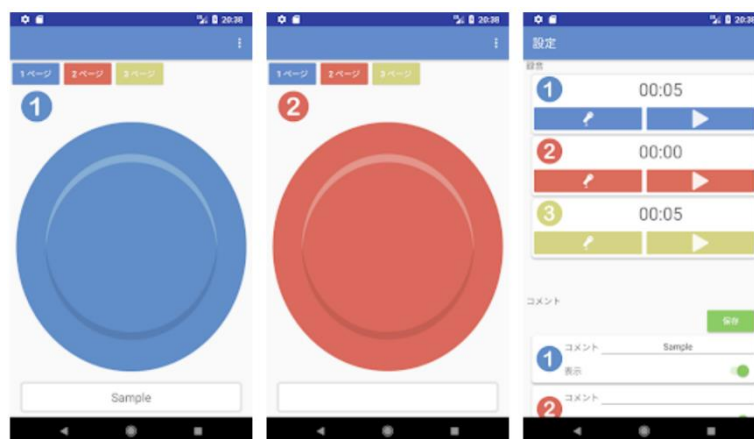 20:38
1 ページ 2 ページ 3 ページ
1
Sample
20:38
1 ページ 2 ページ 3 ページ
2
20:38
設定
録音
1 00:05
2 00:00
3 00:05
コメント
保存
1 コメント Sample
表示
2 コメント